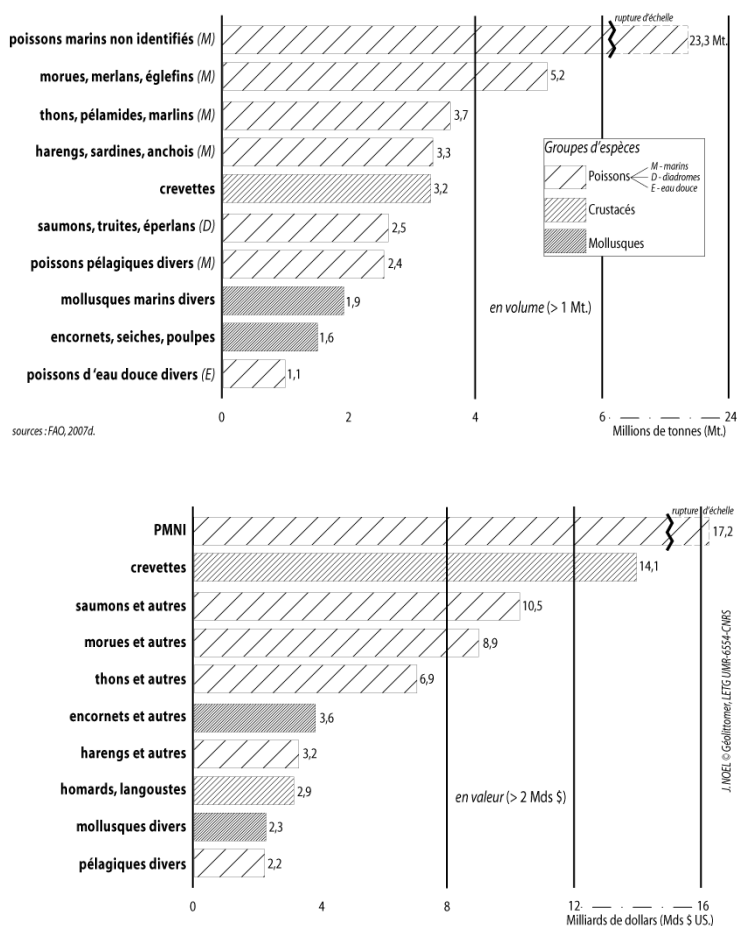 rupture d'échelle
poissons marins non identifiés (M)
23,3 Mt.
morues, merlans, églefins (M)
5,2
thons, pélamides, marlins (M)
3,7
harengs, sardines, anchois (M)
3,3
crevettes
3,2
saumons, truites, éperlans (D)
2,5
poissons pélagiques divers (M)
2,4
mollusques marins divers
1,9
encornets, seiches, poulpes
1,6
poissons d'eau douce divers (E)
1,1
Groupes d'espèces
Poissons
M - marins
D - diadromes
E - eau douce
Crustacés
Mollusques
en volume (> 1 Mt.)
0 2 4 6 24
Millions de tonnes (Mt.)
sources : FAO, 2007d.
rupture d'échelle
PMNI
17,2
crevettes
14,1
saumons et autres
10,5
morues et autres
8,9
thons et autres
6,9
encornets et autres
3,6
harengs et autres
3,2
homards, langoustes
2,9
mollusques divers
2,3
pélagiques divers
2,2
en valeur (> 2 Mds $)
0 4 8 12 16
Milliards de dollars (Mds $ US.)
J. NOEL © Géolittomer, LETG UMR-6554-CNRS